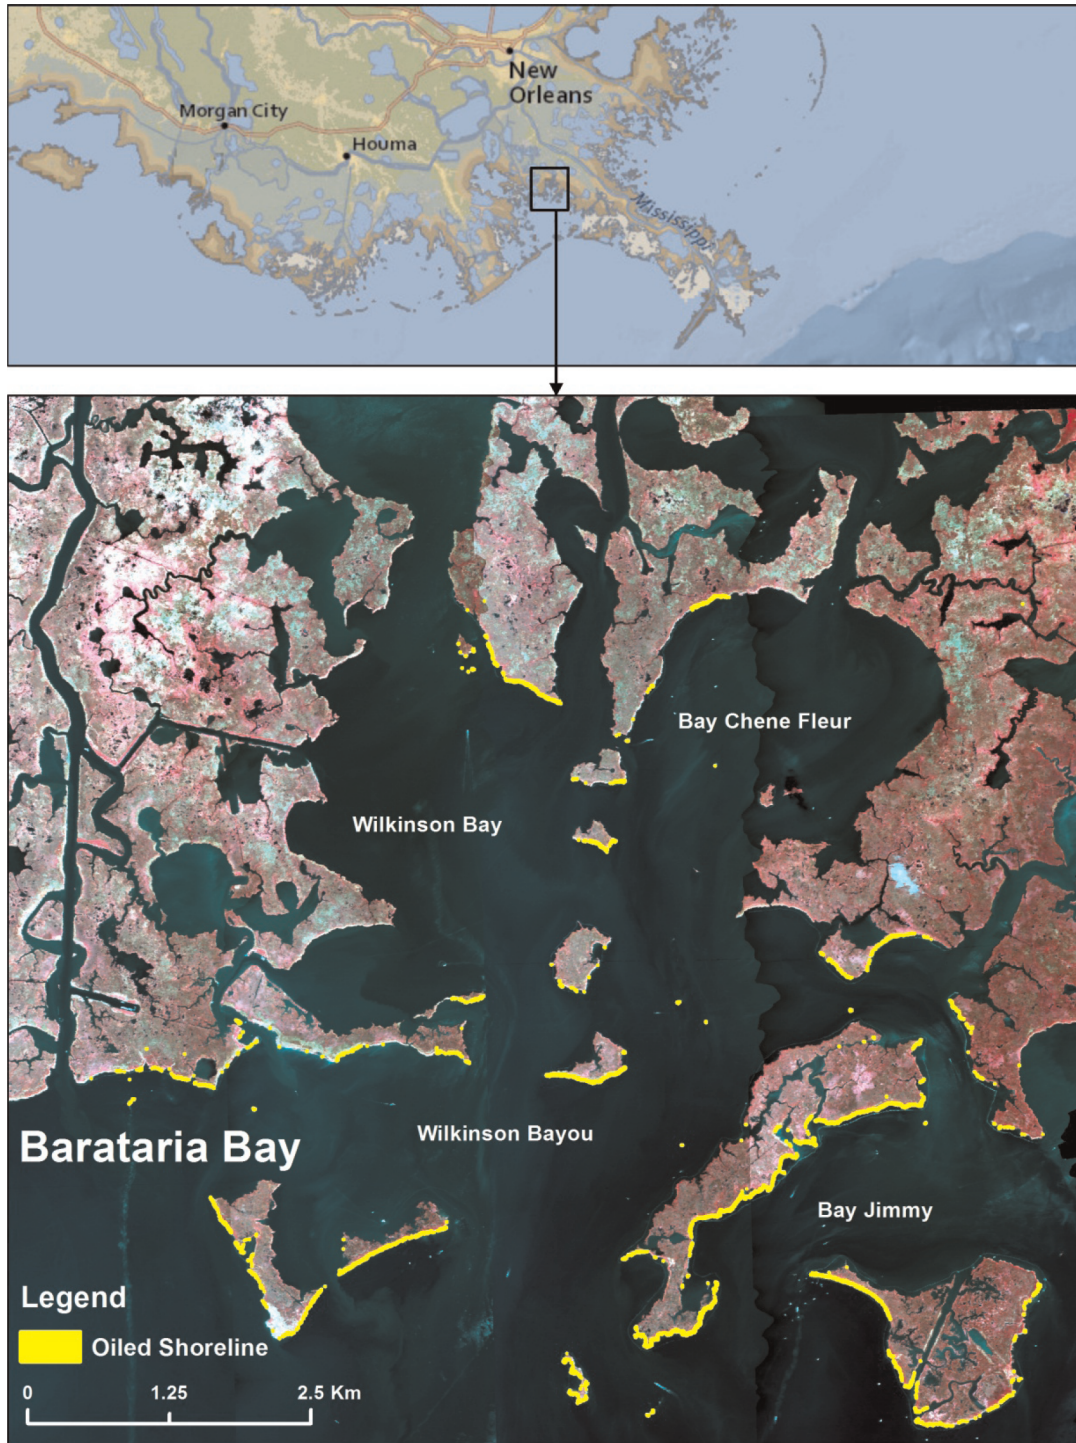 New
Orleans
Morgan City
Houma
Mississippi
Bay Chene Fleur
Wilkinson Bay
Wilkinson Bayou
Barataria Bay
Bay Jimmy
Legend
Oiled Shoreline
0 1.25 2.5 Km